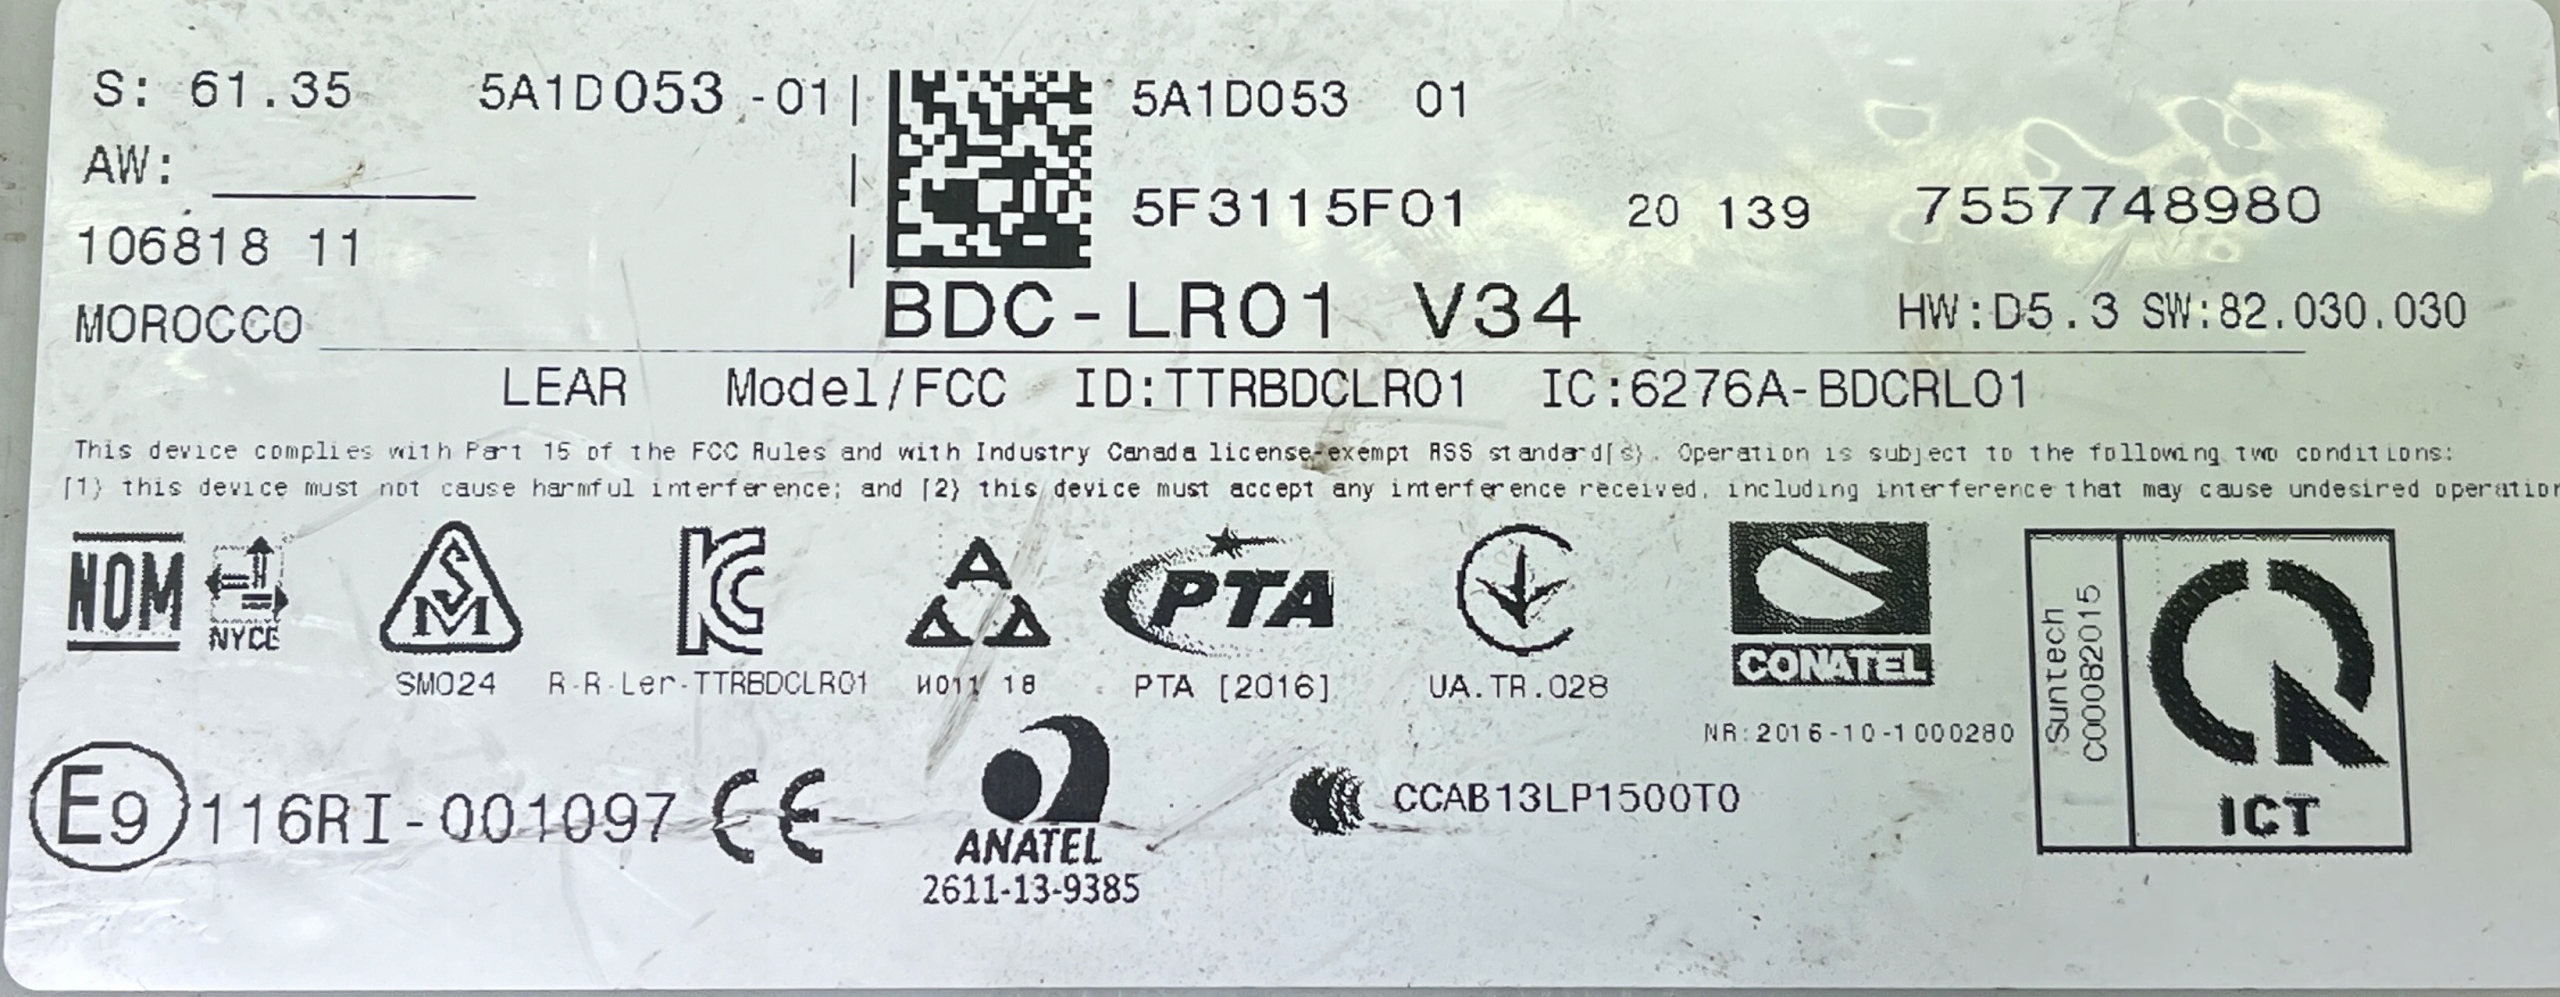 S: 61.35 5A1D053 -01
5A1D053 01
AW:
5F3115F01 20 139 7557748980
106818 11
BDC-LR01 V34 HW:D5.3 SW:82.030.030
MOROCCO
LEAR Model/FCC ID:TTRBDCLR01 IC:6276A-BDCRL01
This device complies with Part 15 of the FCC Rules and with Industry Canada license-exempt RSS standard(s). Operation is subject to the following two conditions:
(1) this device must not cause harmful interference; and (2) this device must accept any interference received, including interference that may cause undesired operation
NOM NYCE SM KC PTA CONATEL
SM024 R-R-Ler-TTRBDCLR01 И011 18 PTA [2016] UA.TR.028
NR:2016-10-1000280
Suntech
C00082015
ICT
E9 116RI-001097 CE
ANATEL
2611-13-9385
CCAB13LP1500T0